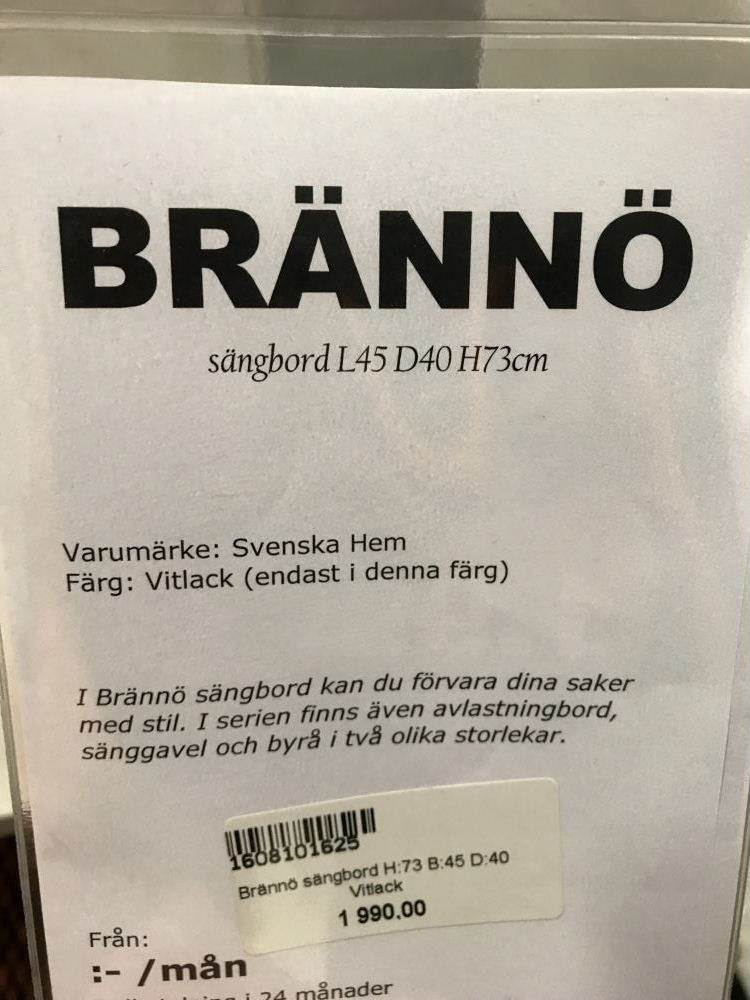 BRÄNNÖ
sängbord L45 D40 H73cm
Varumärke: Svenska Hem
Färg: Vitlack (endast i denna färg)
I Brännö sängbord kan du förvara dina saker
med stil. I serien finns även avlastningbord,
sänggavel och byrå i två olika storlekar.
1608101625
Brännö sängbord H:73 B:45 D:40
Vitlack
1 990.00
Från:
:- /mån
i 24 månader